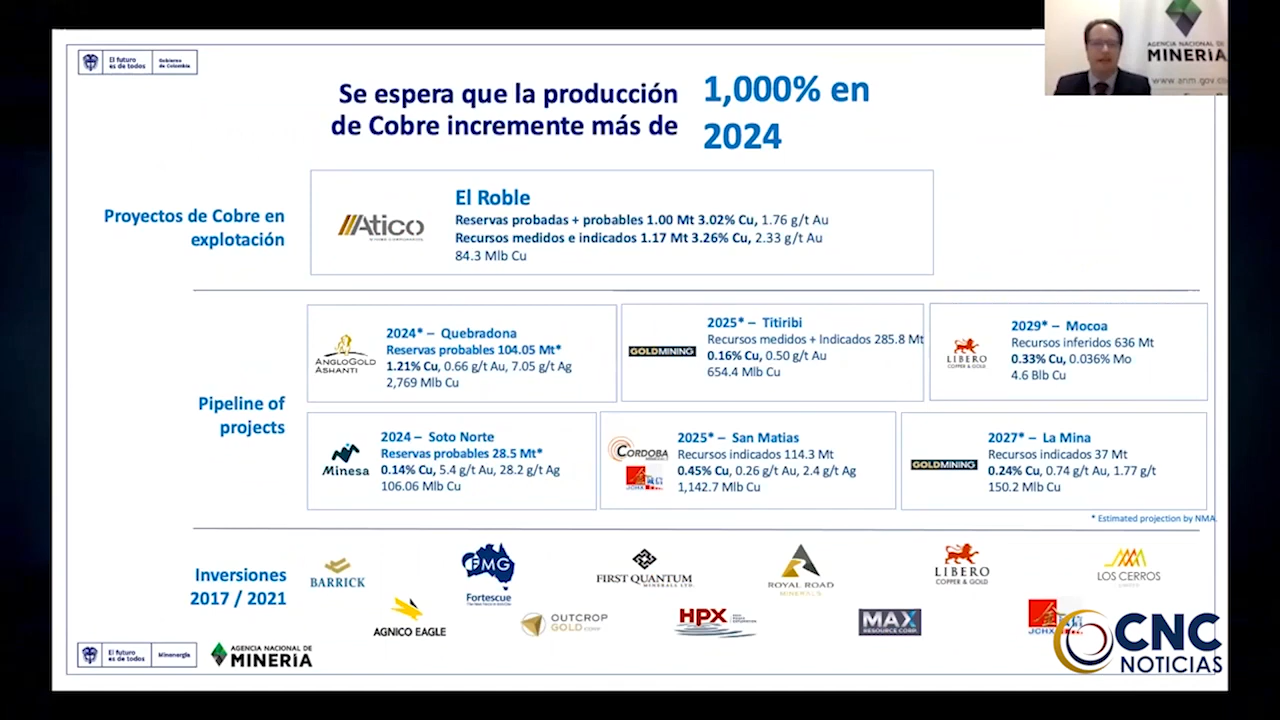 El futuro
es de todos
Gobierno
de Colombia
AGENCIA NACIONAL DE
MINERÍA
www.anm.gov.co
Se espera que la producción
de Cobre incremente más de
1,000% en
2024
Proyectos de Cobre en
explotación
Atico
El Roble
Reservas probadas + probables 1.00 Mt 3.02% Cu, 1.76 g/t Au
Recursos medidos e indicados 1.17 Mt 3.26% Cu, 2.33 g/t Au
84.3 Mlb Cu
Pipeline of
projects
ANGLOGOLD
ASHANTI
2024* – Quebradona
Reservas probables 104.05 Mt*
1.21% Cu, 0.66 g/t Au, 7.05 g/t Ag
2,769 Mlb Cu
GOLDMINING
2025* – Titiribi
Recursos medidos + Indicados 285.8 Mt
0.16% Cu, 0.50 g/t Au
654.4 Mlb Cu
LIBERO
COPPER & GOLD
2029* – Mocoa
Recursos inferidos 636 Mt
0.33% Cu, 0.036% Mo
4.6 Blb Cu
Minesa
2024 – Soto Norte
Reservas probables 28.5 Mt*
0.14% Cu, 5.4 g/t Au, 28.2 g/t Ag
106.06 Mlb Cu
CORDOBA
JCHX
2025* – San Matias
Recursos indicados 114.3 Mt
0.45% Cu, 0.26 g/t Au, 2.4 g/t Ag
1,142.7 Mlb Cu
GOLDMINING
2027* – La Mina
Recursos indicados 37 Mt
0.24% Cu, 0.74 g/t Au, 1.77 g/t
150.2 Mlb Cu
* Estimated projection by NMA.
Inversiones
2017 / 2021
BARRICK
FMG
Fortescue
FIRST QUANTUM
MINERALS LTD.
ROYAL ROAD
MINERALS
LIBERO
COPPER & GOLD
LOS CERROS
LIMITED
AGNICO EAGLE
OUTCROP
GOLD
HPX
MAX
RESOURCE CORP.
JCHX
El futuro
es de todos
Minenergía
AGENCIA NACIONAL DE
MINERÍA
CNC
NOTICIAS